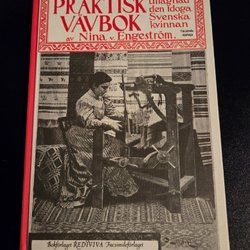 PRAKTISK
VÄVBOK
tillägnad
den idoga
Svenska
kvinnan
av Nina v. Engeström.
Bokförlaget REDIVIVA Facsimileförlaget